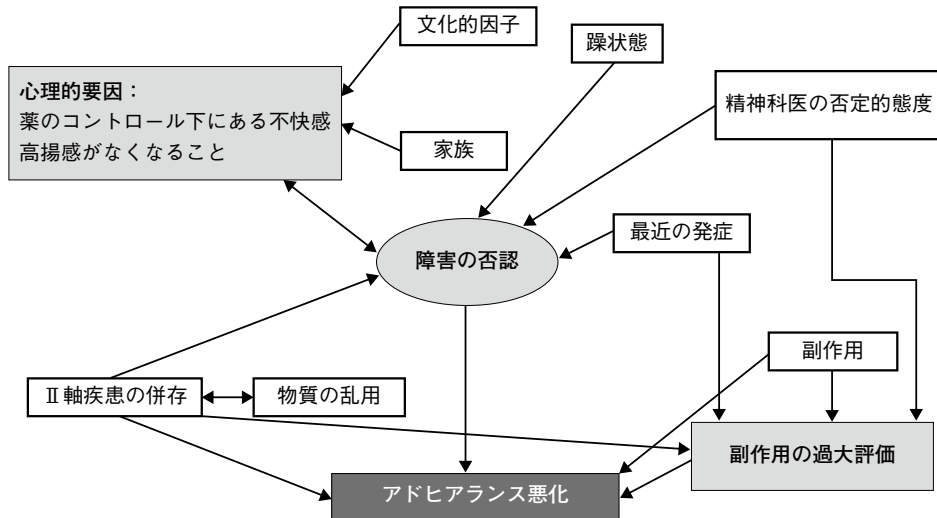 文化的因子
躁状態
心理的要因：
薬のコントロール下にある不快感
高揚感がなくなること
精神科医の否定的態度
家族
最近の発症
障害の否認
副作用
Ⅱ軸疾患の併存
物質の乱用
副作用の過大評価
アドヒアランス悪化